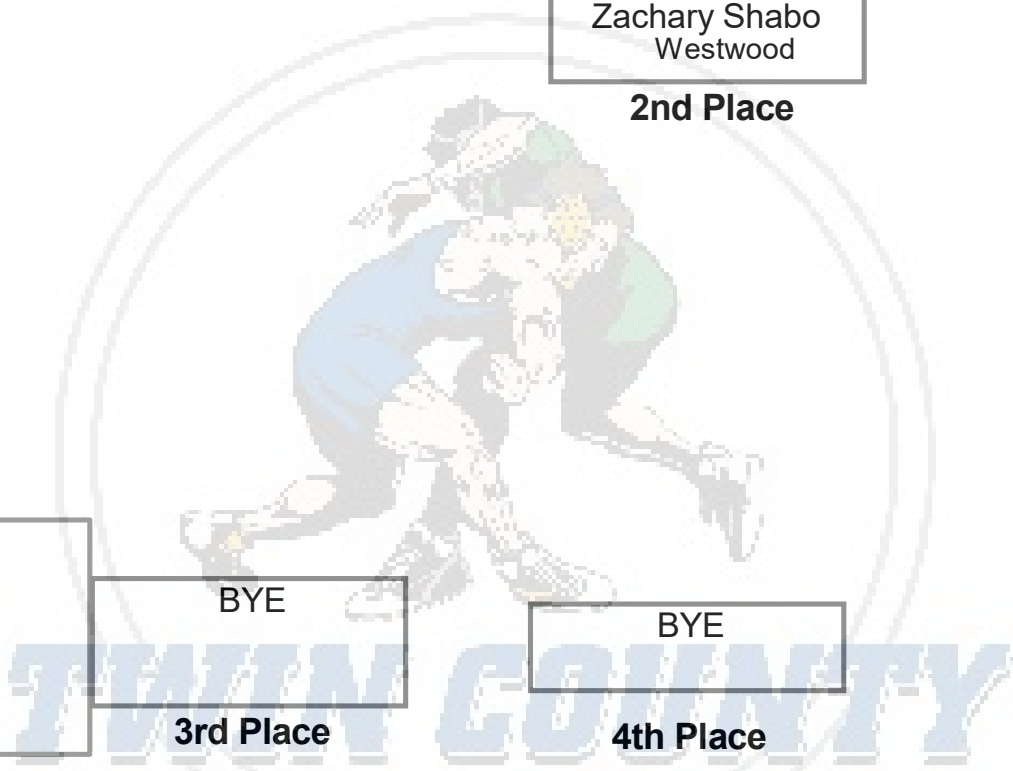 Zachary Shabo
Westwood
2nd Place
BYE
BYE
3rd Place
4th Place
TWIN COUNTY